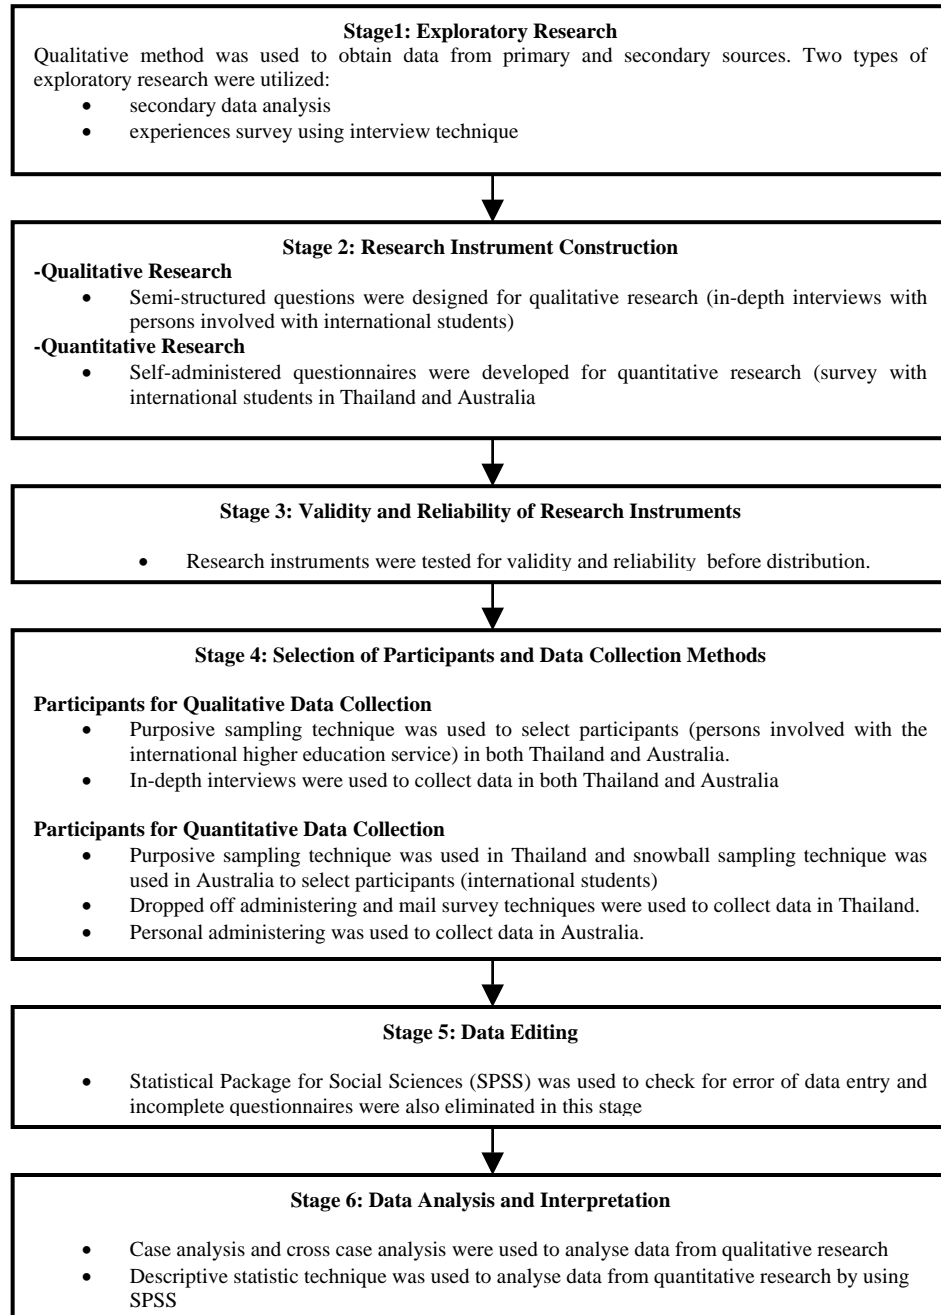 Stage1: Exploratory Research
Qualitative method was used to obtain data from primary and secondary sources. Two types of
exploratory research were utilized:
• secondary data analysis
• experiences survey using interview technique
Stage 2: Research Instrument Construction
-Qualitative Research
• Semi-structured questions were designed for qualitative research (in-depth interviews with
persons involved with international students)
-Quantitative Research
• Self-administered questionnaires were developed for quantitative research (survey with
international students in Thailand and Australia
Stage 3: Validity and Reliability of Research Instruments
• Research instruments were tested for validity and reliability before distribution.
Stage 4: Selection of Participants and Data Collection Methods
Participants for Qualitative Data Collection
• Purposive sampling technique was used to select participants (persons involved with the
international higher education service) in both Thailand and Australia.
• In-depth interviews were used to collect data in both Thailand and Australia
Participants for Quantitative Data Collection
• Purposive sampling technique was used in Thailand and snowball sampling technique was
used in Australia to select participants (international students)
• Dropped off administering and mail survey techniques were used to collect data in Thailand.
• Personal administering was used to collect data in Australia.
Stage 5: Data Editing
• Statistical Package for Social Sciences (SPSS) was used to check for error of data entry and
incomplete questionnaires were also eliminated in this stage
Stage 6: Data Analysis and Interpretation
• Case analysis and cross case analysis were used to analyse data from qualitative research
• Descriptive statistic technique was used to analyse data from quantitative research by using
SPSS